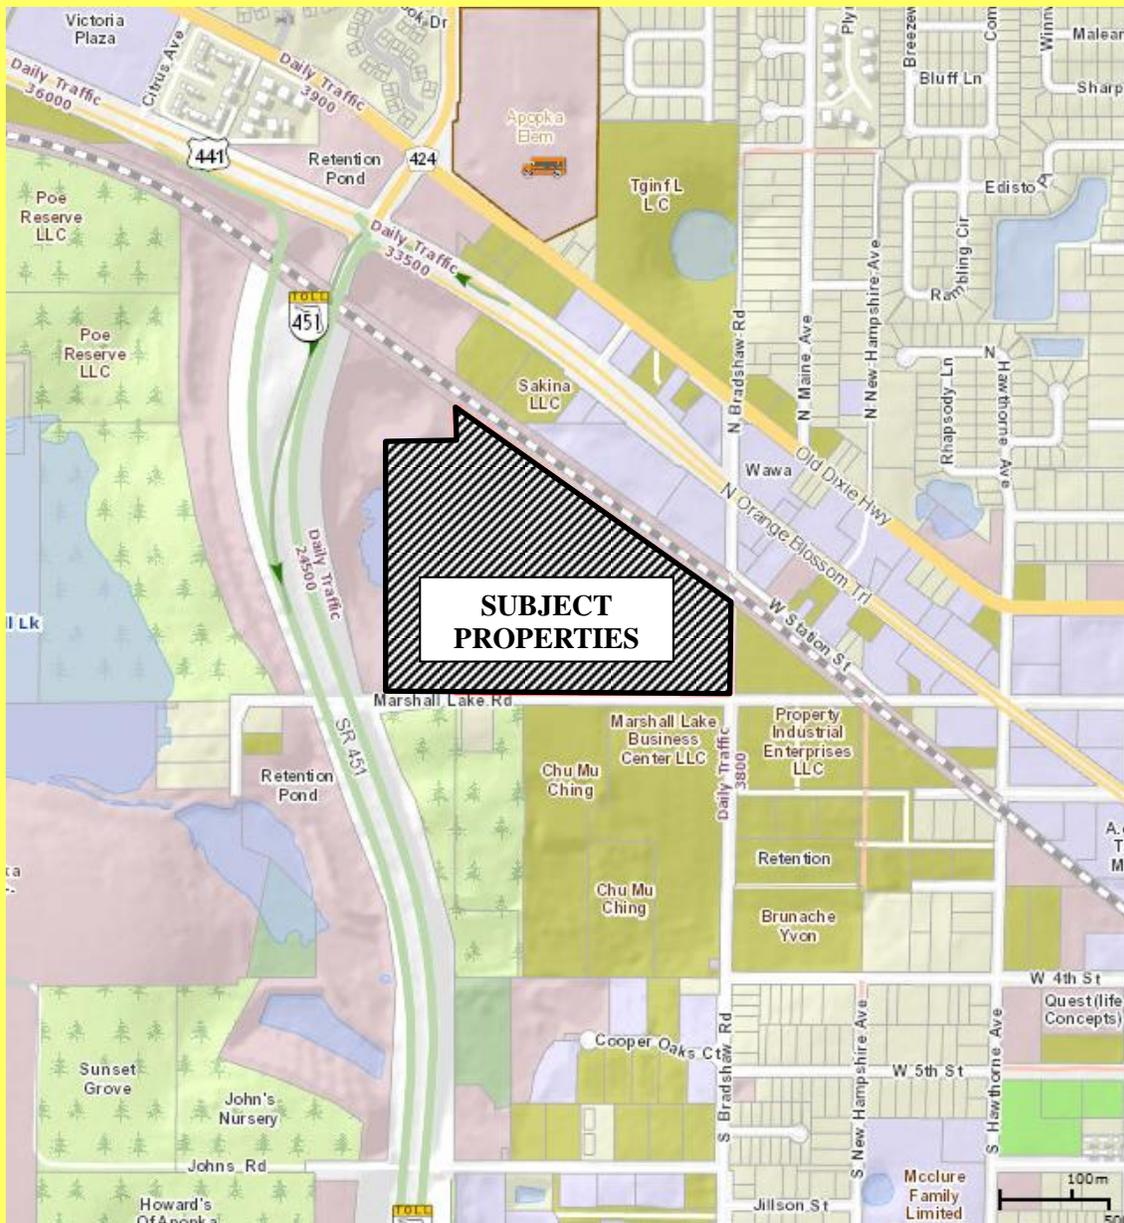 Victoria
Plaza
Citrus Ave
Daily Traffic
3900
Daily Traffic
36000
441
424
Retention
Pond
Apopka
Elem
Tginf L
L C
Bluff Ln
Edisto
Poe
Reserve
LLC
Daily Traffic
33500
Rambling Cir
TOLL
451
Poe
Reserve
LLC
Sakina
LLC
N Bradshaw Rd
N Maine Ave
N New Hampshire Ave
Rhapsody Ln
N Hawthorne Ave
Wawa
Old Dixie Hwy
N Orange Blossom Trl
Daily Traffic
24500
SUBJECT
PROPERTIES
W Station St
Marshall Lake Rd
SR 451
Marshall Lake
Business
Center LLC
Property
Industrial
Enterprises
LLC
Daily Traffic
3800
Chu Mu
Ching
Retention
Pond
Retention
Chu Mu
Ching
Brunache
Yvon
W 4th St
Quest (life
Concepts)
Cooper Oaks Ct
S Bradshaw Rd
S New Hampshire Ave
W 5th St
S Hawthorne Ave
Sunset
Grove
John's
Nursery
Johns Rd
Howard's
Of Apopka
TOLL
Mcclure
Family
Limited
Jillson St
100m